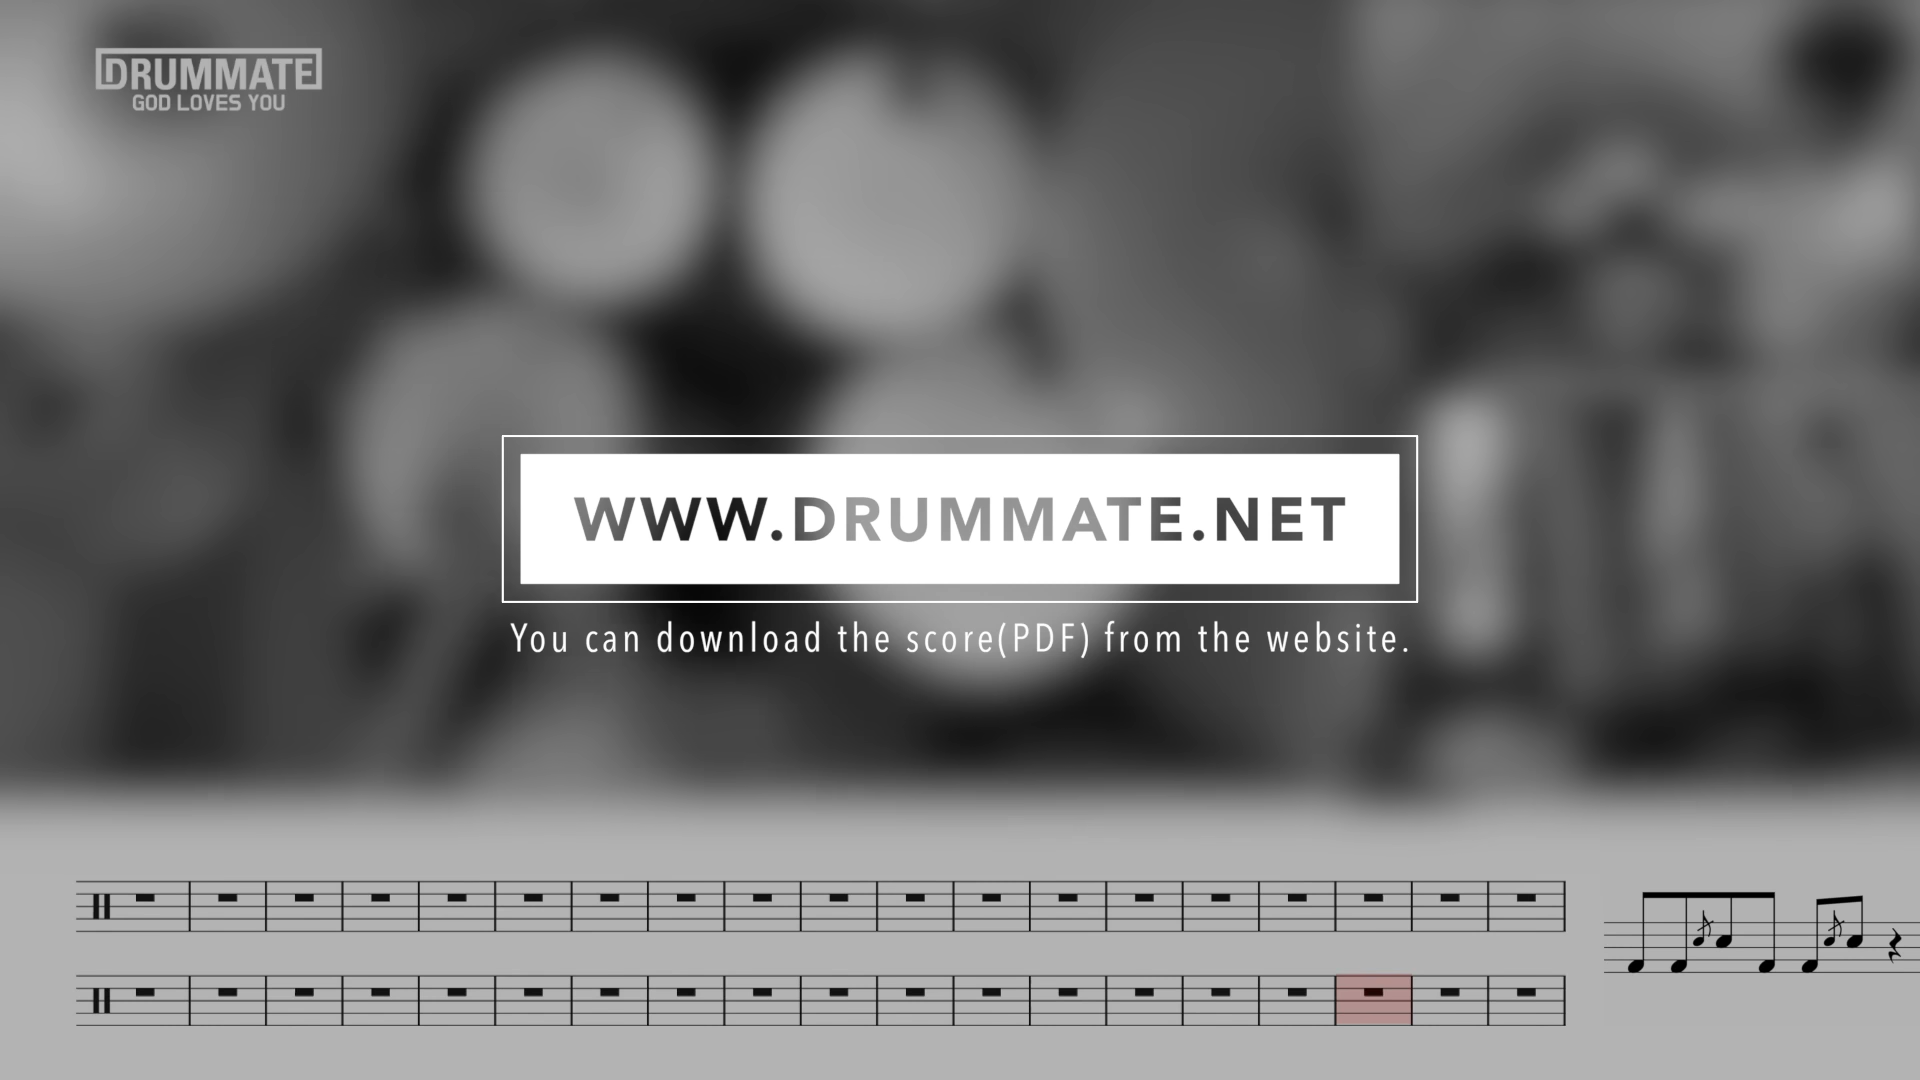 DRUMMATE
GOD LOVES YOU
WWW.DRUMMATE.NET
You can download the score(PDF) from the website.